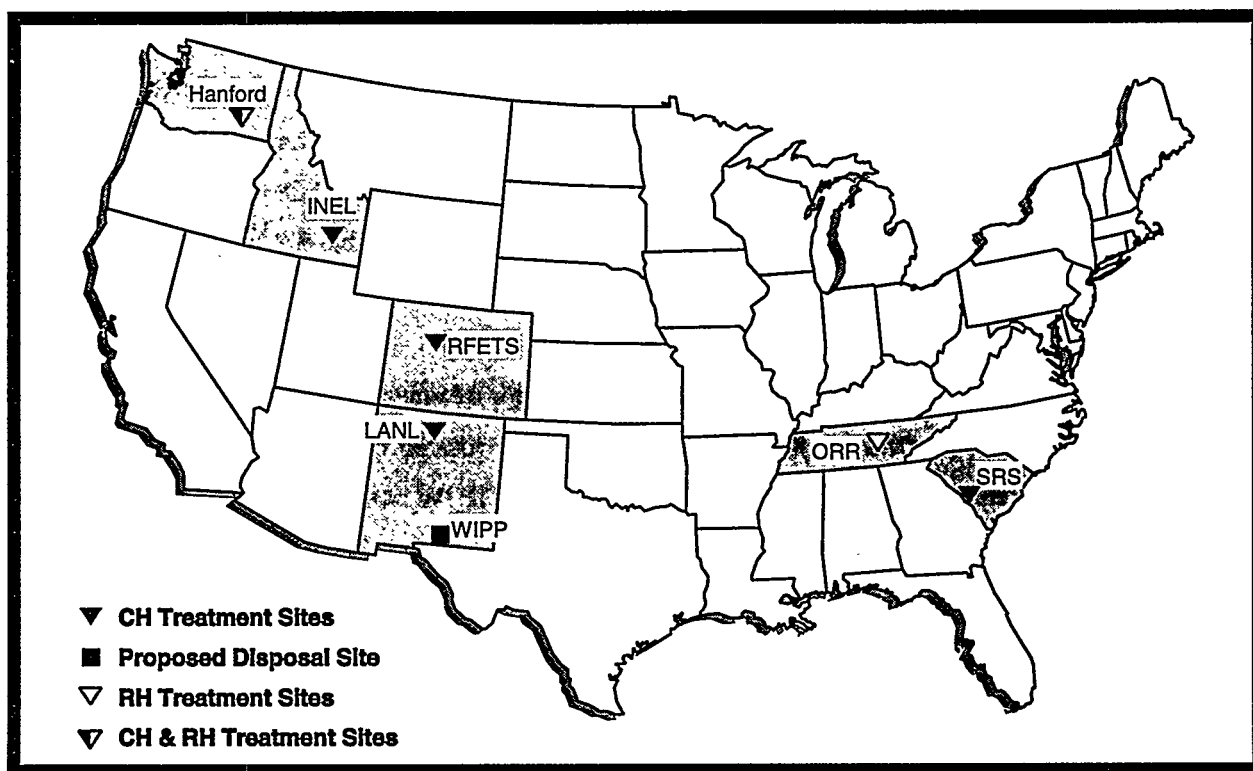 Hanford
INEL
RFETS
LANL
ORR
SRS
WIPP
CH Treatment Sites
Proposed Disposal Site
RH Treatment Sites
CH & RH Treatment Sites